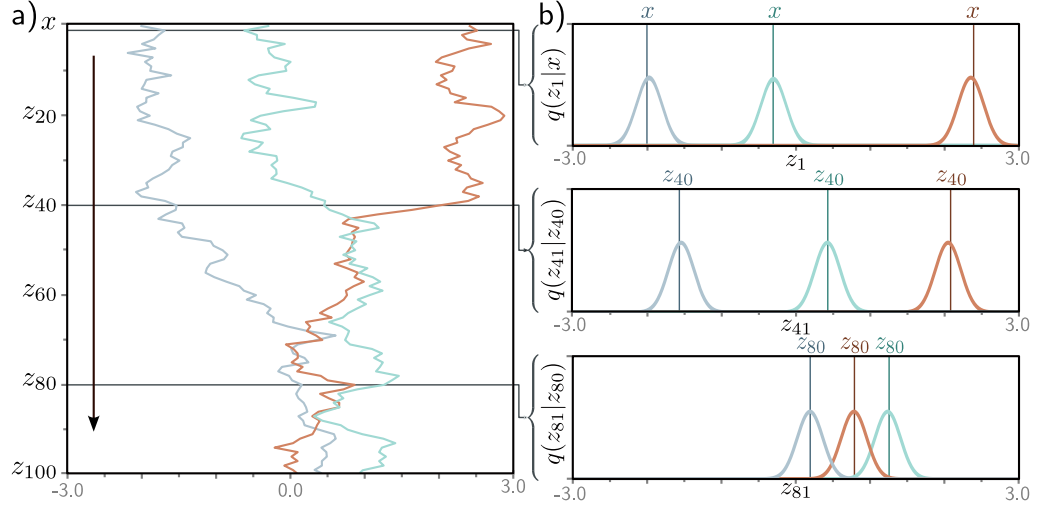 a)
x
z₂₀
z₄₀
z₆₀
z₈₀
z₁₀₀
-3.0 0.0 3.0
b)
x x x
q(z₁|x)
-3.0 z₁ 3.0
z₄₀ z₄₀ z₄₀
q(z₄₁|z₄₀)
-3.0 z₄₁ 3.0
z₈₀ z₈₀ z₈₀
q(z₈₁|z₈₀)
-3.0 z₈₁ 3.0